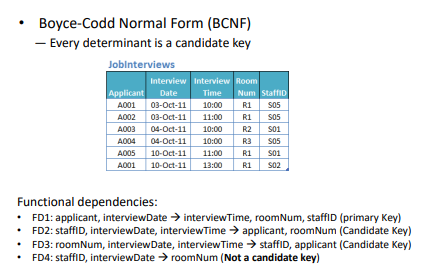 • Boyce-Codd Normal Form (BCNF)
— Every determinant is a candidate key
JobInterviews
Applicant Interview Date Interview Time Room Num StaffID
A001 03-Oct-11 10:00 R1 S05
A002 03-Oct-11 11:00 R1 S05
A003 04-Oct-11 10:00 R2 S01
A004 04-Oct-11 10:00 R3 S05
A005 10-Oct-11 11:00 R1 S01
A001 10-Oct-11 13:00 R1 S02
Functional dependencies:
• FD1: applicant, interviewDate → interviewTime, roomNum, staffID (primary Key)
• FD2: staffID, interviewDate, interviewTime → applicant, roomNum (Candidate Key)
• FD3: roomNum, interviewDate, interviewTime → staffID, applicant (Candidate Key)
• FD4: staffID, interviewDate → roomNum (Not a candidate key)